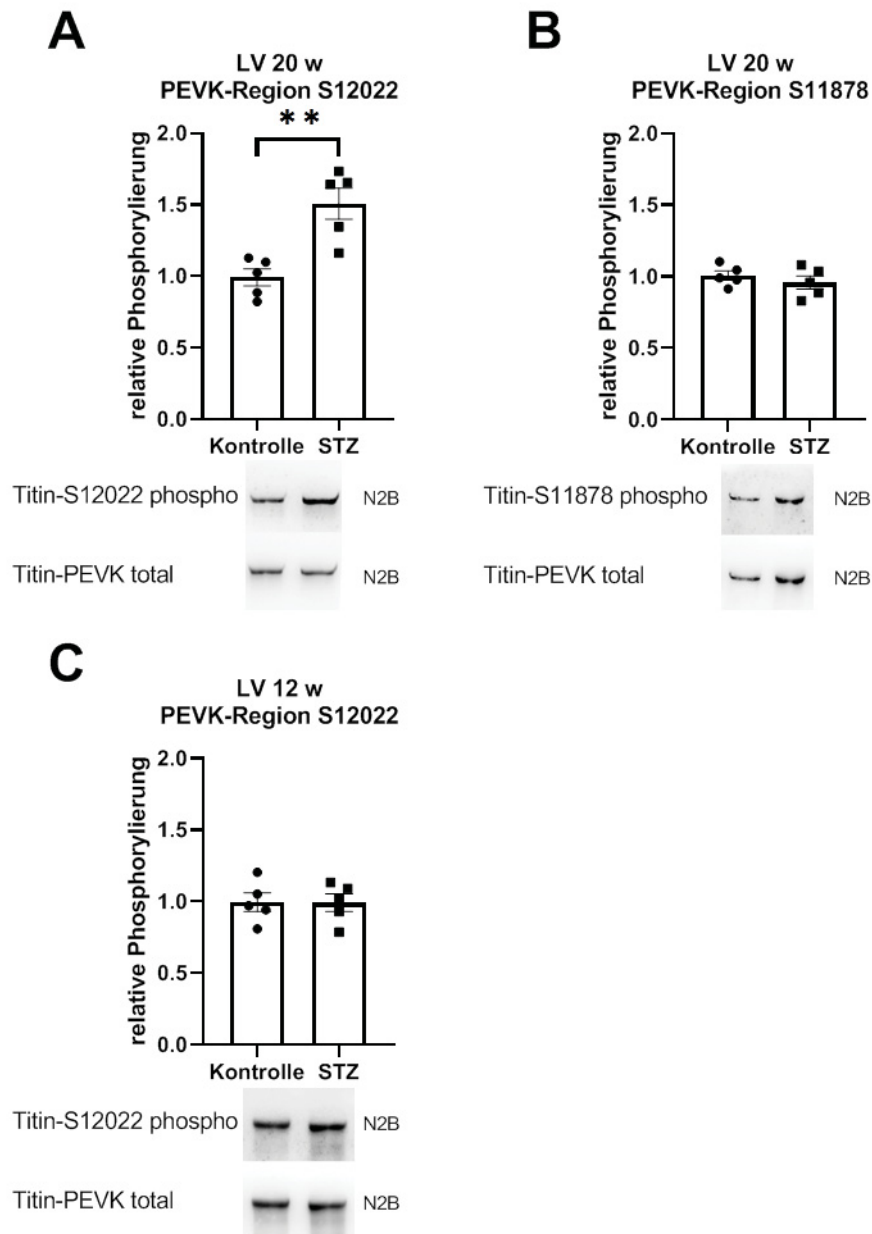 A
LV 20 w
PEVK-Region S12022
**
relative Phosphorylierung
2.0
1.5
1.0
0.5
0.0
Kontrolle STZ
Titin-S12022 phospho N2B
Titin-PEVK total N2B
B
LV 20 w
PEVK-Region S11878
relative Phosphorylierung
2.0
1.5
1.0
0.5
0.0
Kontrolle STZ
Titin-S11878 phospho N2B
Titin-PEVK total N2B
C
LV 12 w
PEVK-Region S12022
relative Phosphorylierung
2.0
1.5
1.0
0.5
0.0
Kontrolle STZ
Titin-S12022 phospho N2B
Titin-PEVK total N2B